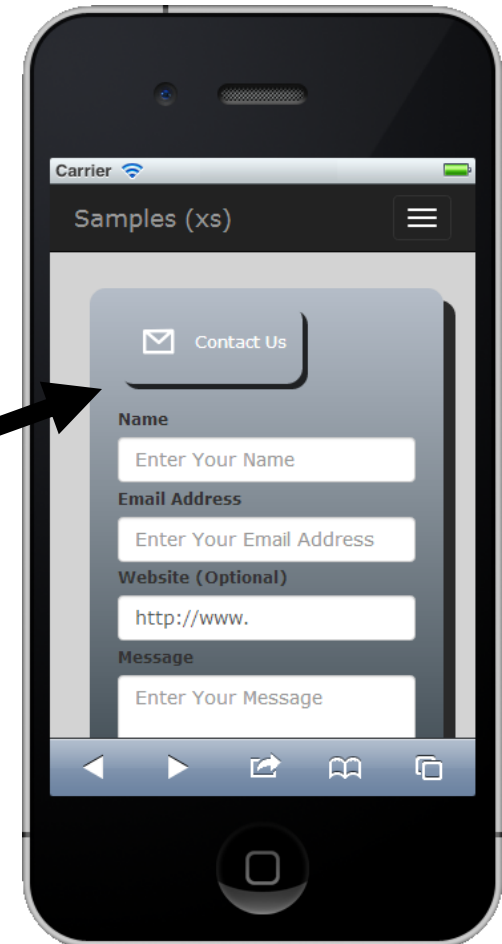 Carrier
Samples (xs)
Contact Us
Name
Enter Your Name
Email Address
Enter Your Email Address
Website (Optional)
http://www.
Message
Enter Your Message